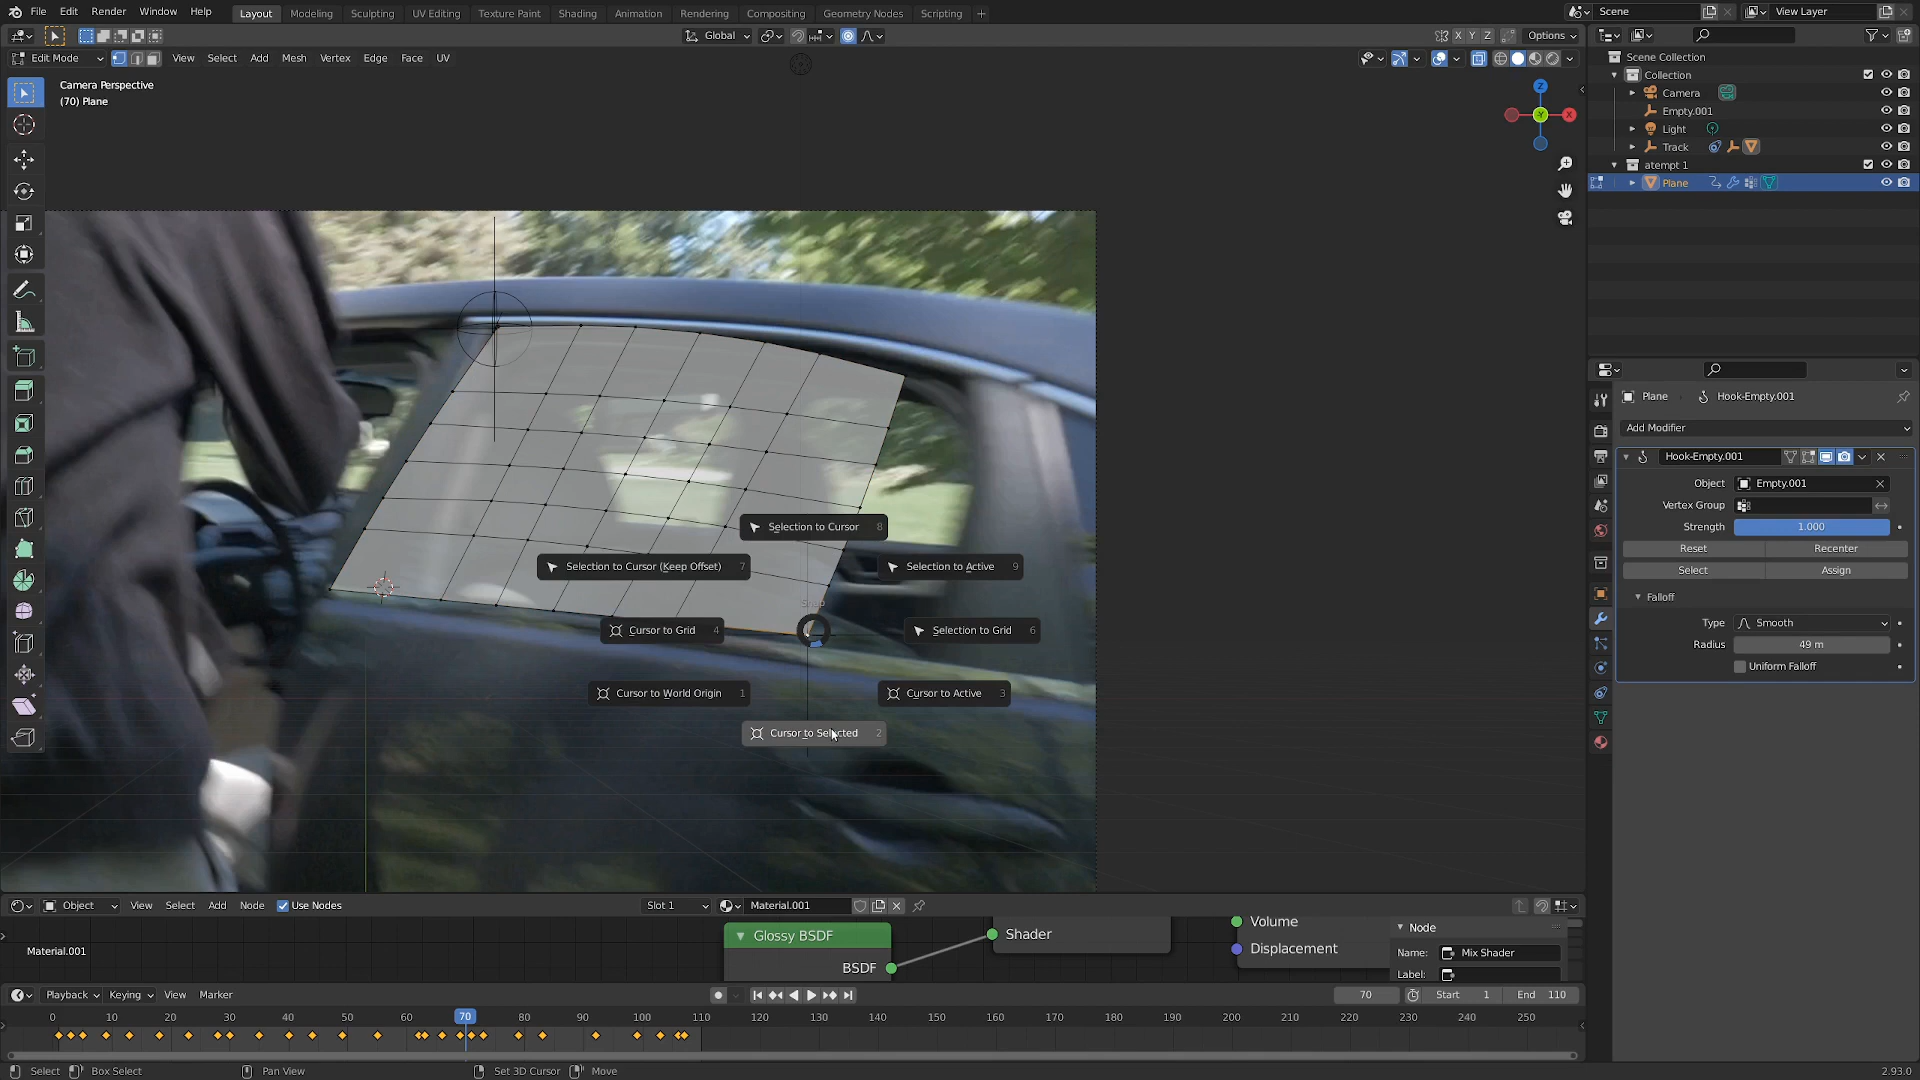 File Edit Render Window Help Layout Modeling Sculpting UV Editing Texture Paint Shading Animation Rendering Compositing Geometry Nodes Scripting + Scene View Layer
Global X Y Z Options
Edit Mode View Select Add Mesh Vertex Edge Face UV
Scene Collection
Collection
Camera
Empty.001
Light
Track
atempt 1
Plane
Camera Perspective
(70) Plane
Z
Y X
Selection to Cursor 8
Selection to Cursor (Keep Offset) 7
Selection to Active 9
Snap
Cursor to Grid 4
Selection to Grid 6
Cursor to World Origin 1
Cursor to Active 3
Cursor to Selected 2
Plane Hook-Empty.001
Add Modifier
Hook-Empty.001
Object Empty.001
Vertex Group
Strength 1.000
Reset Recenter
Select Assign
Falloff
Type Smooth
Radius 49 m
Uniform Falloff
Object View Select Add Node Use Nodes Slot 1 Material.001
Material.001
Glossy BSDF
BSDF
Shader
Volume
Displacement
Node
Name: Mix Shader
Label:
Playback Keying View Marker 70 Start 1 End 110
0 10 20 30 40 50 60 70 80 90 100 110 120 130 140 150 160 170 180 190 200 210 220 230 240 250
Select Box Select Pan View Set 3D Cursor Move 2.93.0